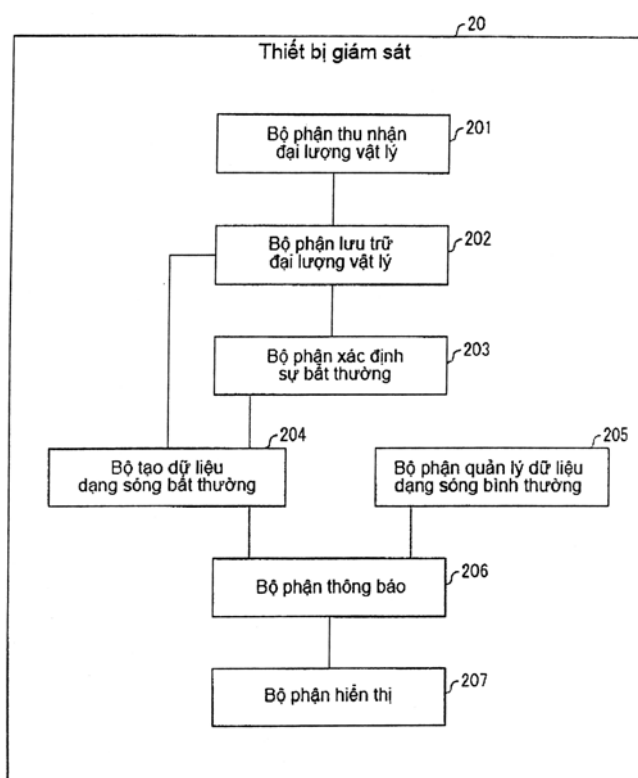 20
Thiết bị giám sát
201
Bộ phận thu nhận
đại lượng vật lý
202
Bộ phận lưu trữ
đại lượng vật lý
203
Bộ phận xác định
sự bất thường
204
Bộ tạo dữ liệu
dạng sóng bất thường
205
Bộ phận quản lý dữ liệu
dạng sóng bình thường
206
Bộ phận thông báo
207
Bộ phận hiển thị